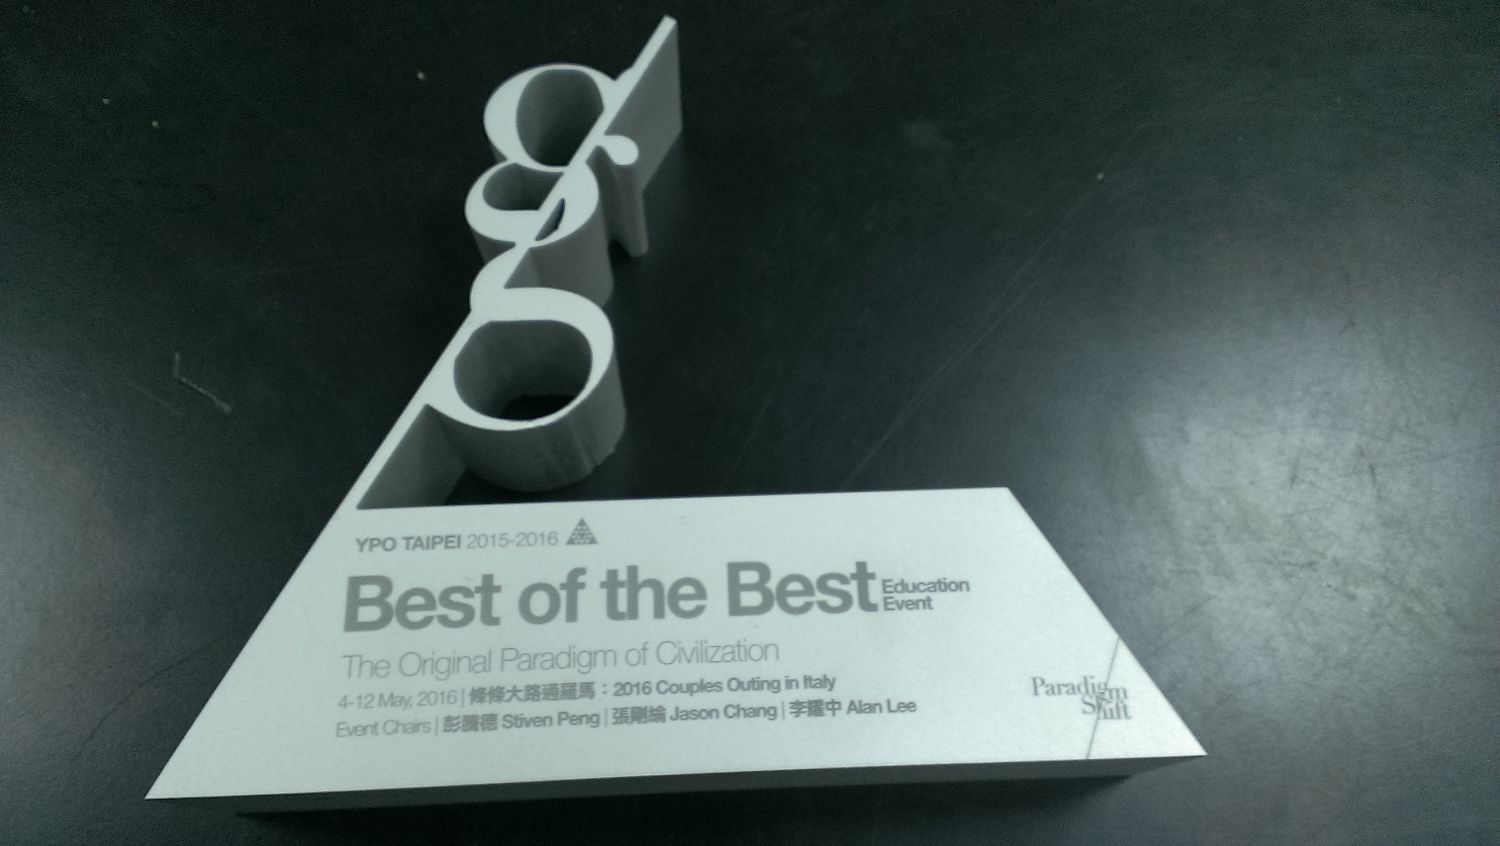 YPO TAIPEI 2015-2016
Best of the Best Education Event
The Original Paradigm of Civilization
4-12 May, 2016 | 條條大路通羅馬：2016 Couples Outing in Italy
Event Chairs | 彭騰德 Stiven Peng | 張剛綸 Jason Chang | 李耀中 Alan Lee
Paradigm
Shift